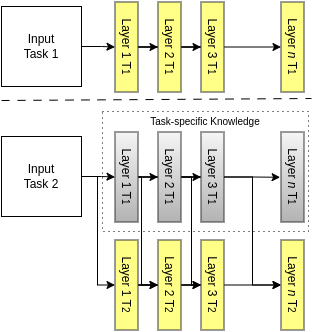 Input
Task 1
Layer 1 T1
Layer 2 T1
Layer 3 T1
Layer n T1
Task-specific Knowledge
Input
Task 2
Layer 1 T1
Layer 2 T1
Layer 3 T1
Layer n T1
Layer 1 T2
Layer 2 T2
Layer 3 T2
Layer n T2